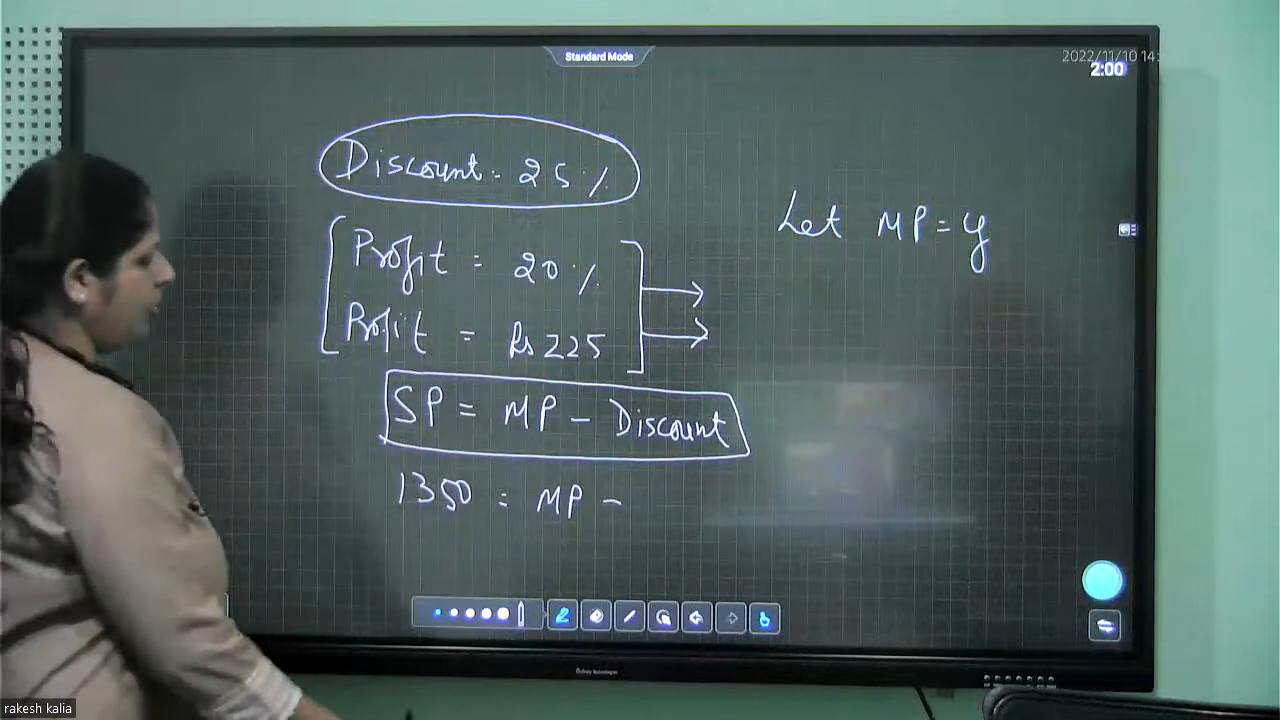 Standard Mode
2022/11/10 14:
2:00
Discount = 25 %
Let MP = y
Profit = 20 %
Profit = Rs 225
SP = MP - Discount
1350 = MP -
rakesh kalia